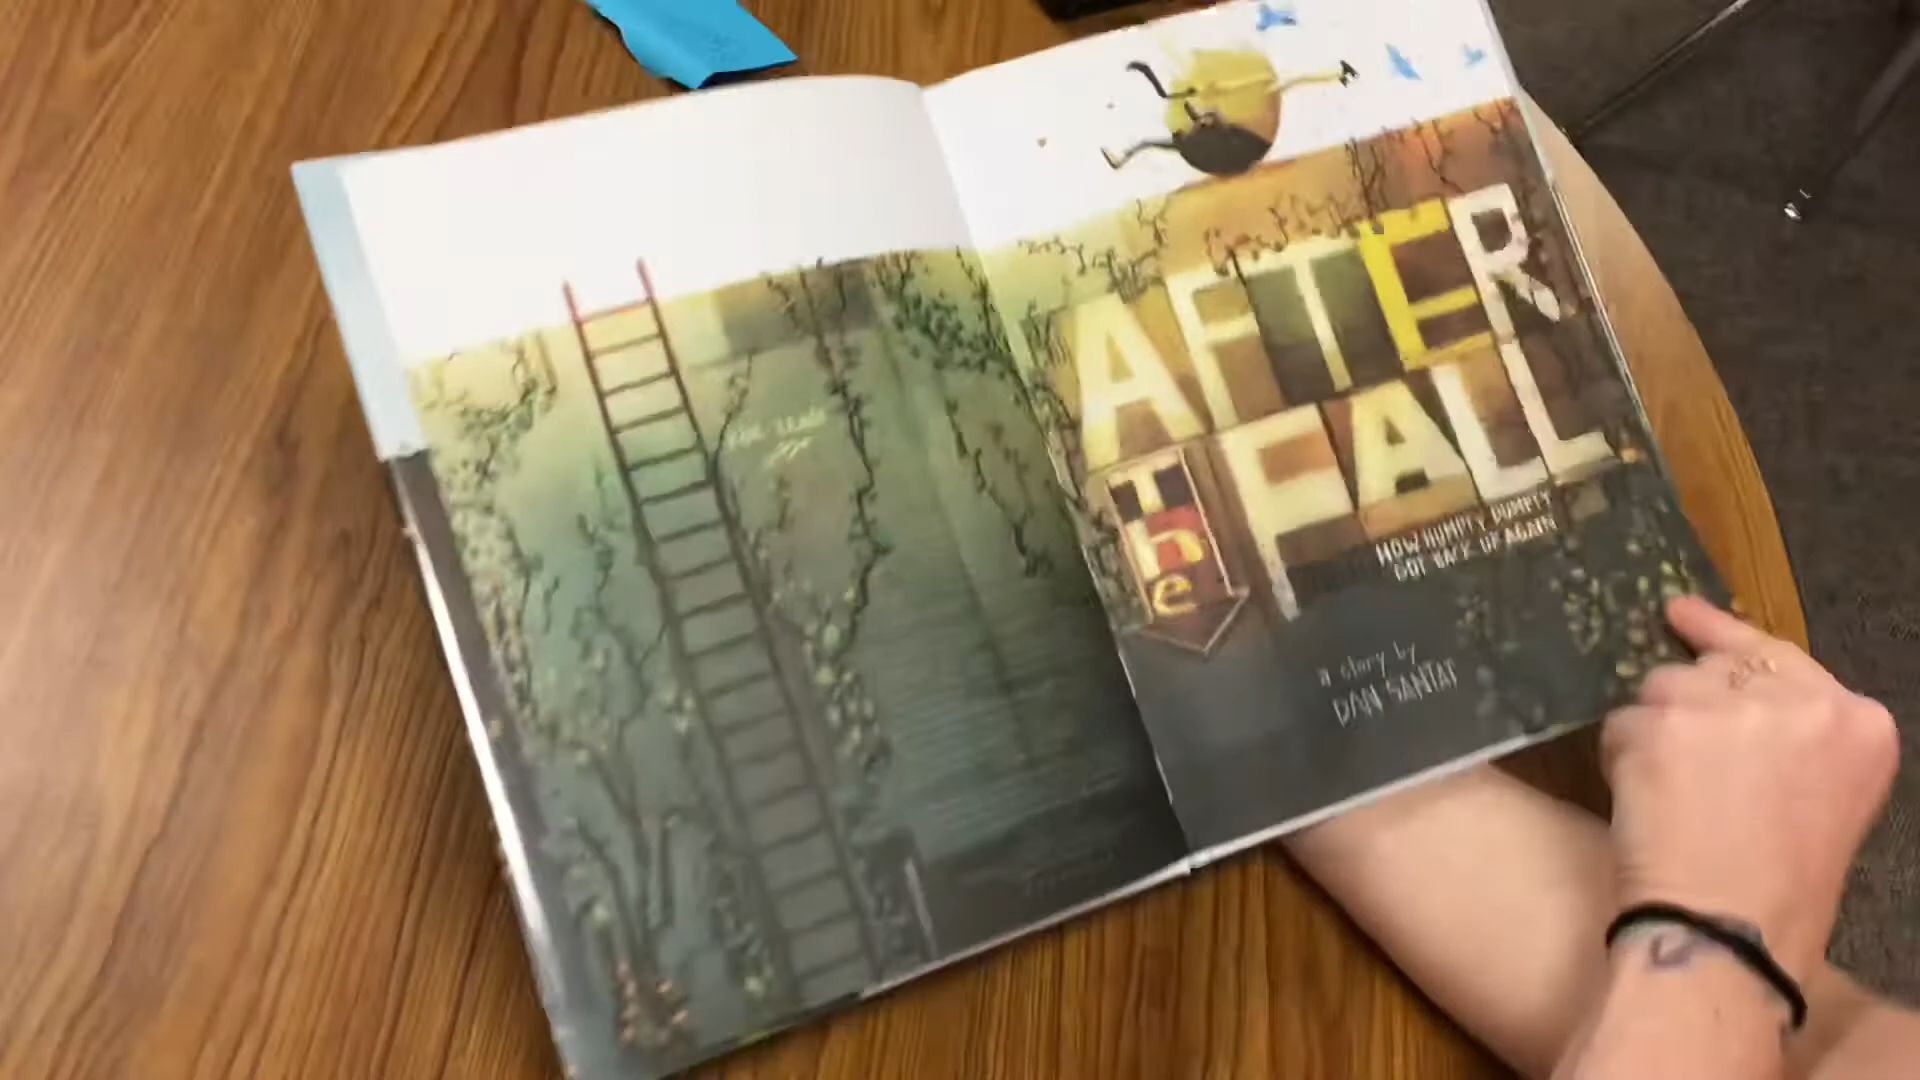 AFTER
The FALL
HOW HUMPTY DUMPTY
GOT BACK UP AGAIN
a story by
DAN SANTAT